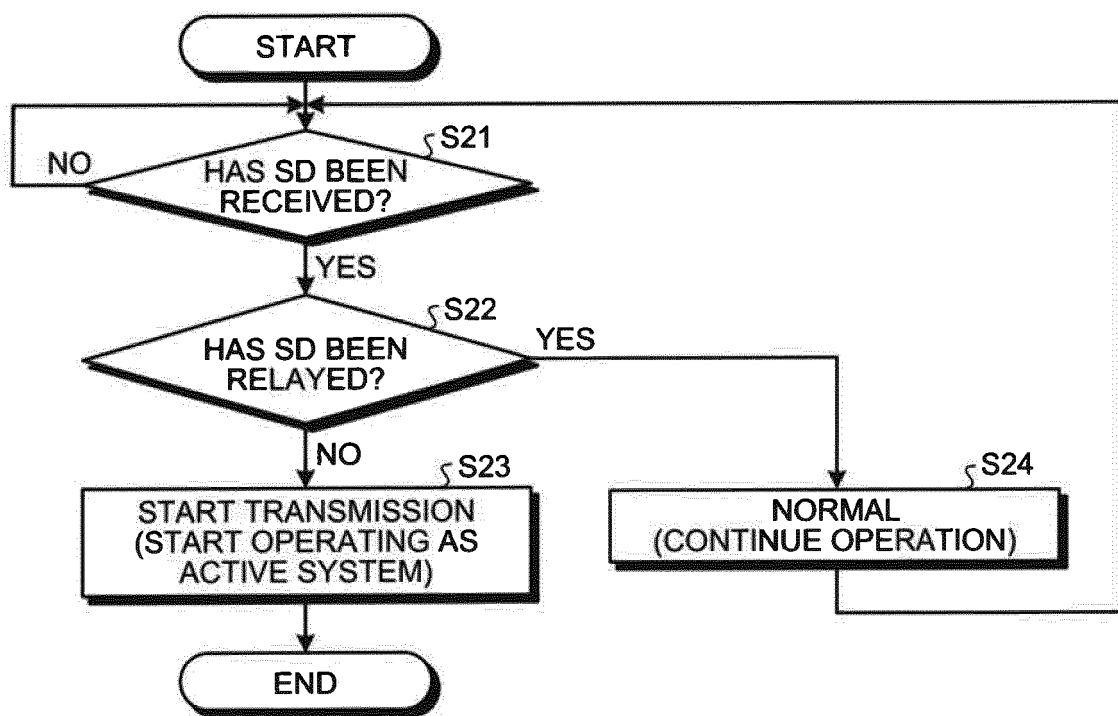 START
S21
NO
HAS SD BEEN
RECEIVED?
YES
S22
YES
HAS SD BEEN
RELAYED?
NO
S23
START TRANSMISSION
(START OPERATING AS
ACTIVE SYSTEM)
S24
NORMAL
(CONTINUE OPERATION)
END